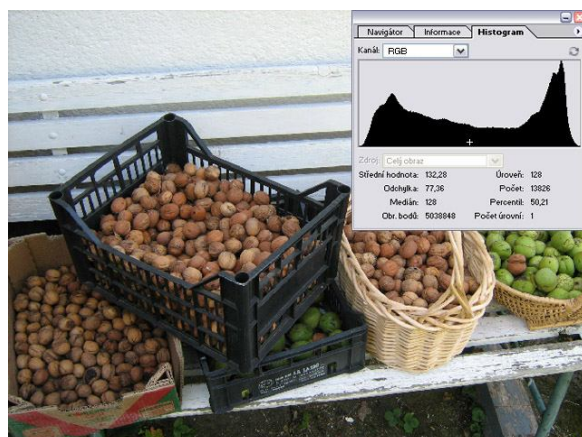 Navigátor Informace Histogram
Kanál: RGB
Zdroj: Celý obraz
Střední hodnota: 132,28 Úroveň: 128
Odchylka: 77,36 Počet: 13826
Medián: 128 Percentil: 50,21
Obr. bodů: 5038848 Počet úrovní: 1